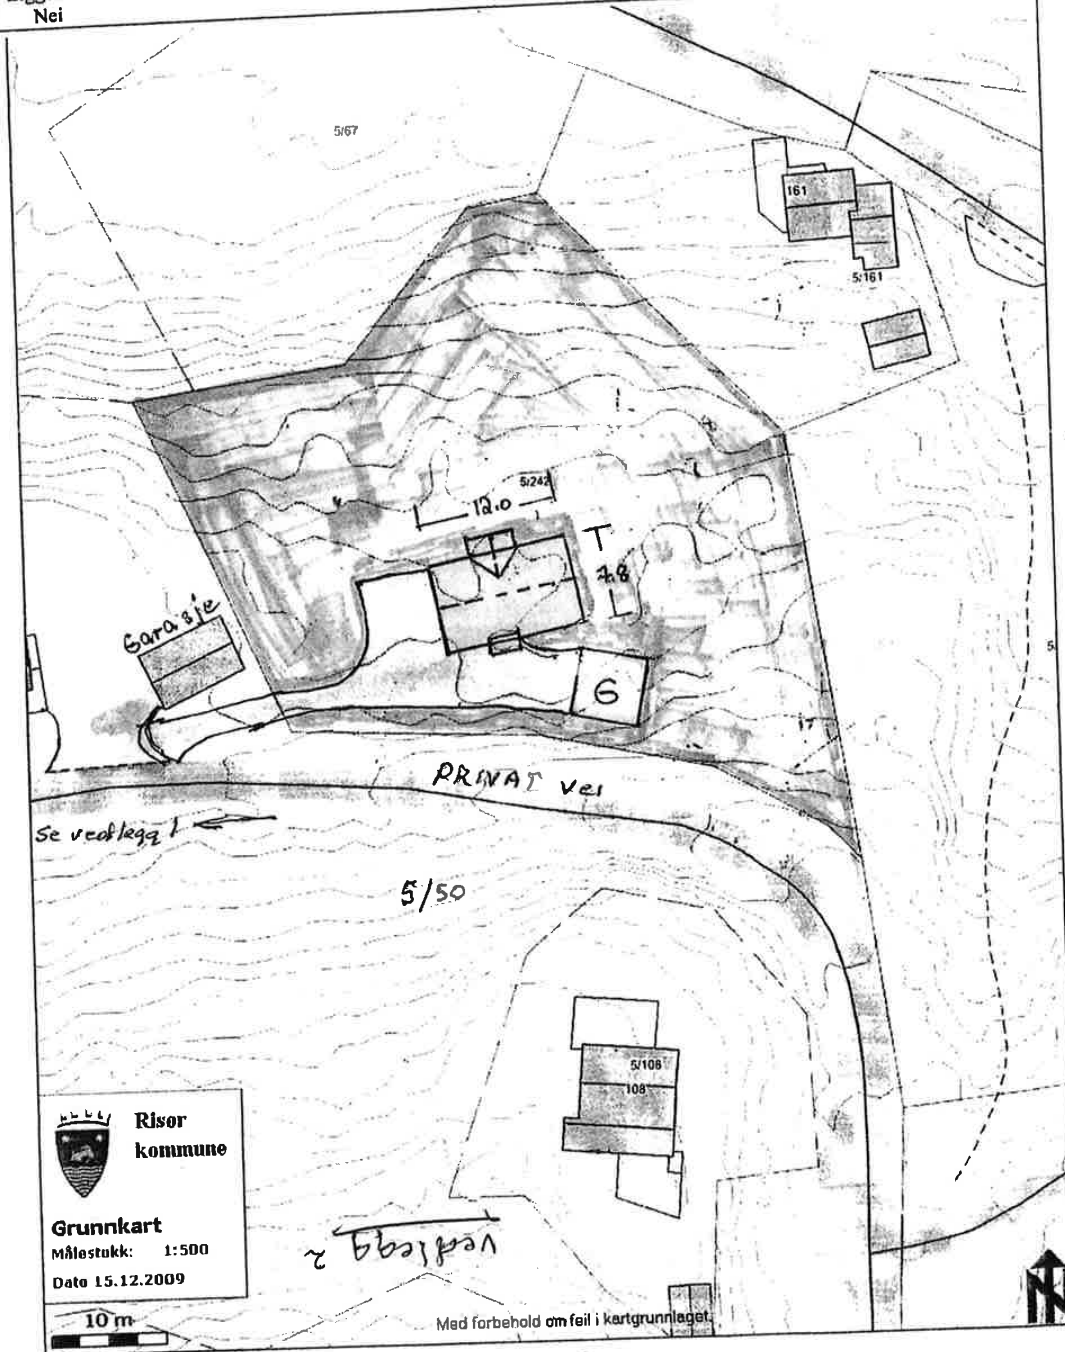 Nei
5/67
161
5/161
5/242
12.0
7.8
Garasje
G
5.
PRIVAT vei
Se vedlegg 1
5/50
5/108
108
Risor
kommune
Grunnkart
Målestokk: 1:500
Dato 15.12.2009
Vedlegg 2
10 m
Med forbehold om feil i kartgrunnlaget.
N